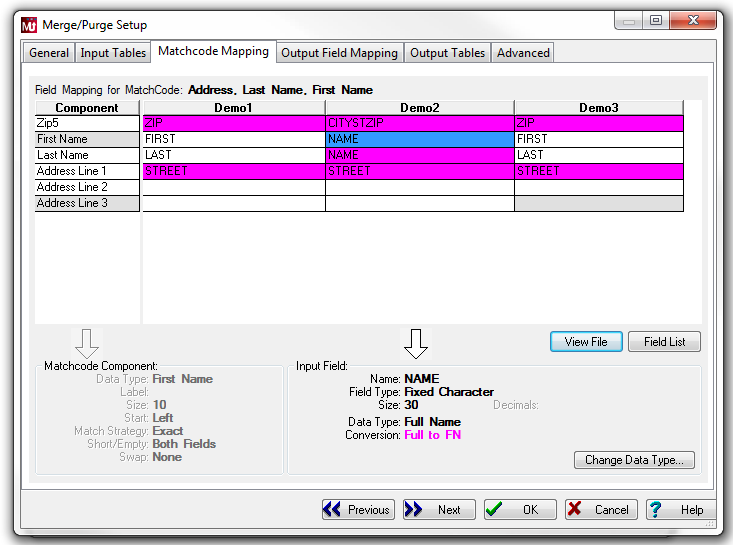 Merge/Purge Setup
General Input Tables Matchcode Mapping Output Field Mapping Output Tables Advanced
Field Mapping for MatchCode: Address, Last Name, First Name
Component Demo1 Demo2 Demo3
Zip5 ZIP CITYSTZIP ZIP
First Name FIRST NAME FIRST
Last Name LAST NAME LAST
Address Line 1 STREET STREET STREET
Address Line 2
Address Line 3
View File Field List
Matchcode Component:
Data Type: First Name
Label:
Size: 10
Start: Left
Match Strategy: Exact
Short/Empty: Both Fields
Swap: None
Input Field:
Name: NAME
Field Type: Fixed Character
Size: 30 Decimals:
Data Type: Full Name
Conversion: Full to FN
Change Data Type...
Previous Next OK Cancel Help